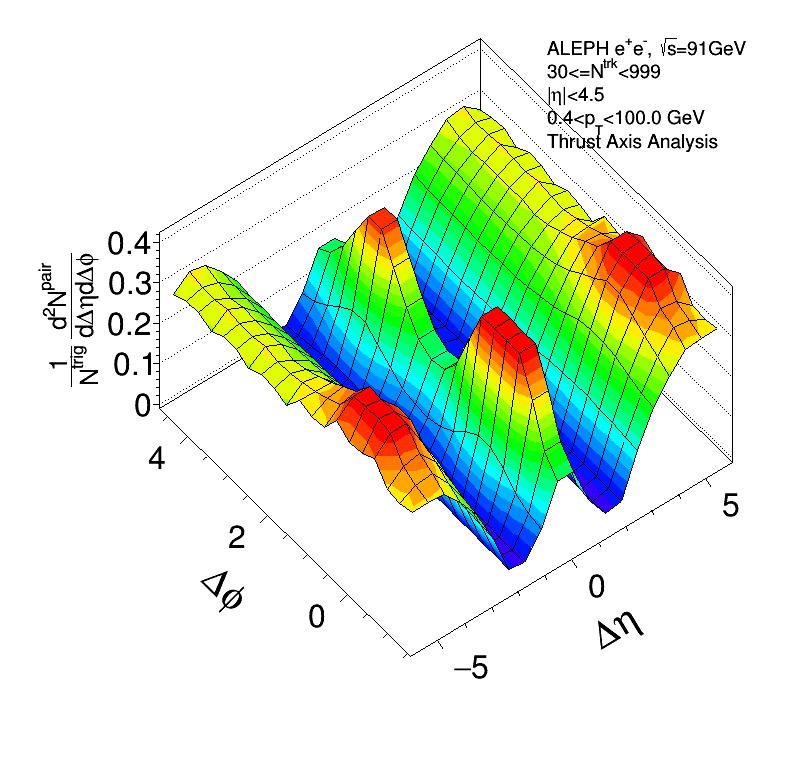 ALEPH e⁺e⁻, √s=91GeV
30<=Nᵗʳᵏ<999
|η|<4.5
0.4<p_T<100.0 GeV
Thrust Axis Analysis
1/N^trig d²N^pair/dΔηdΔϕ
0.4
0.3
0.2
0.1
0
4
2
0
Δϕ
−5
0
5
Δη